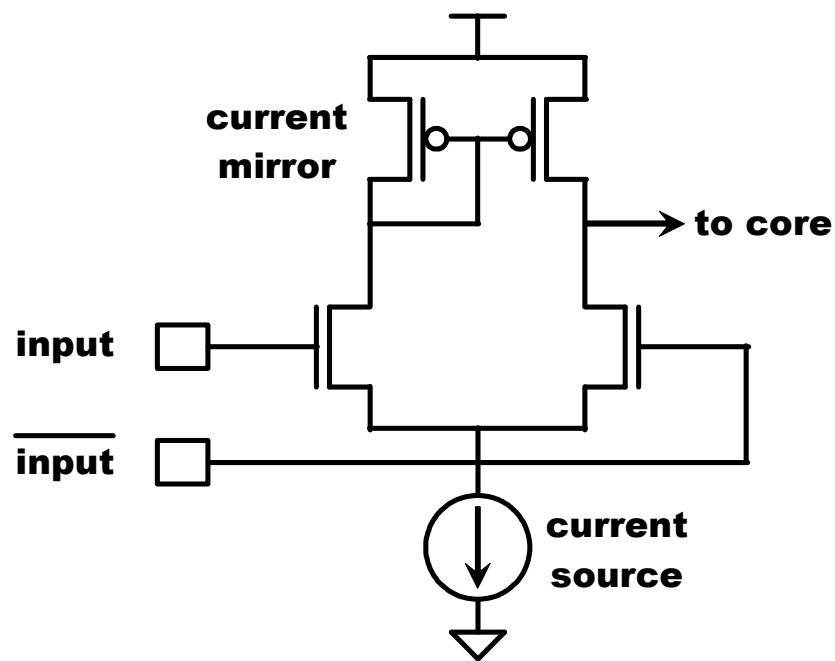 current
mirror
to core
input
input
current
source